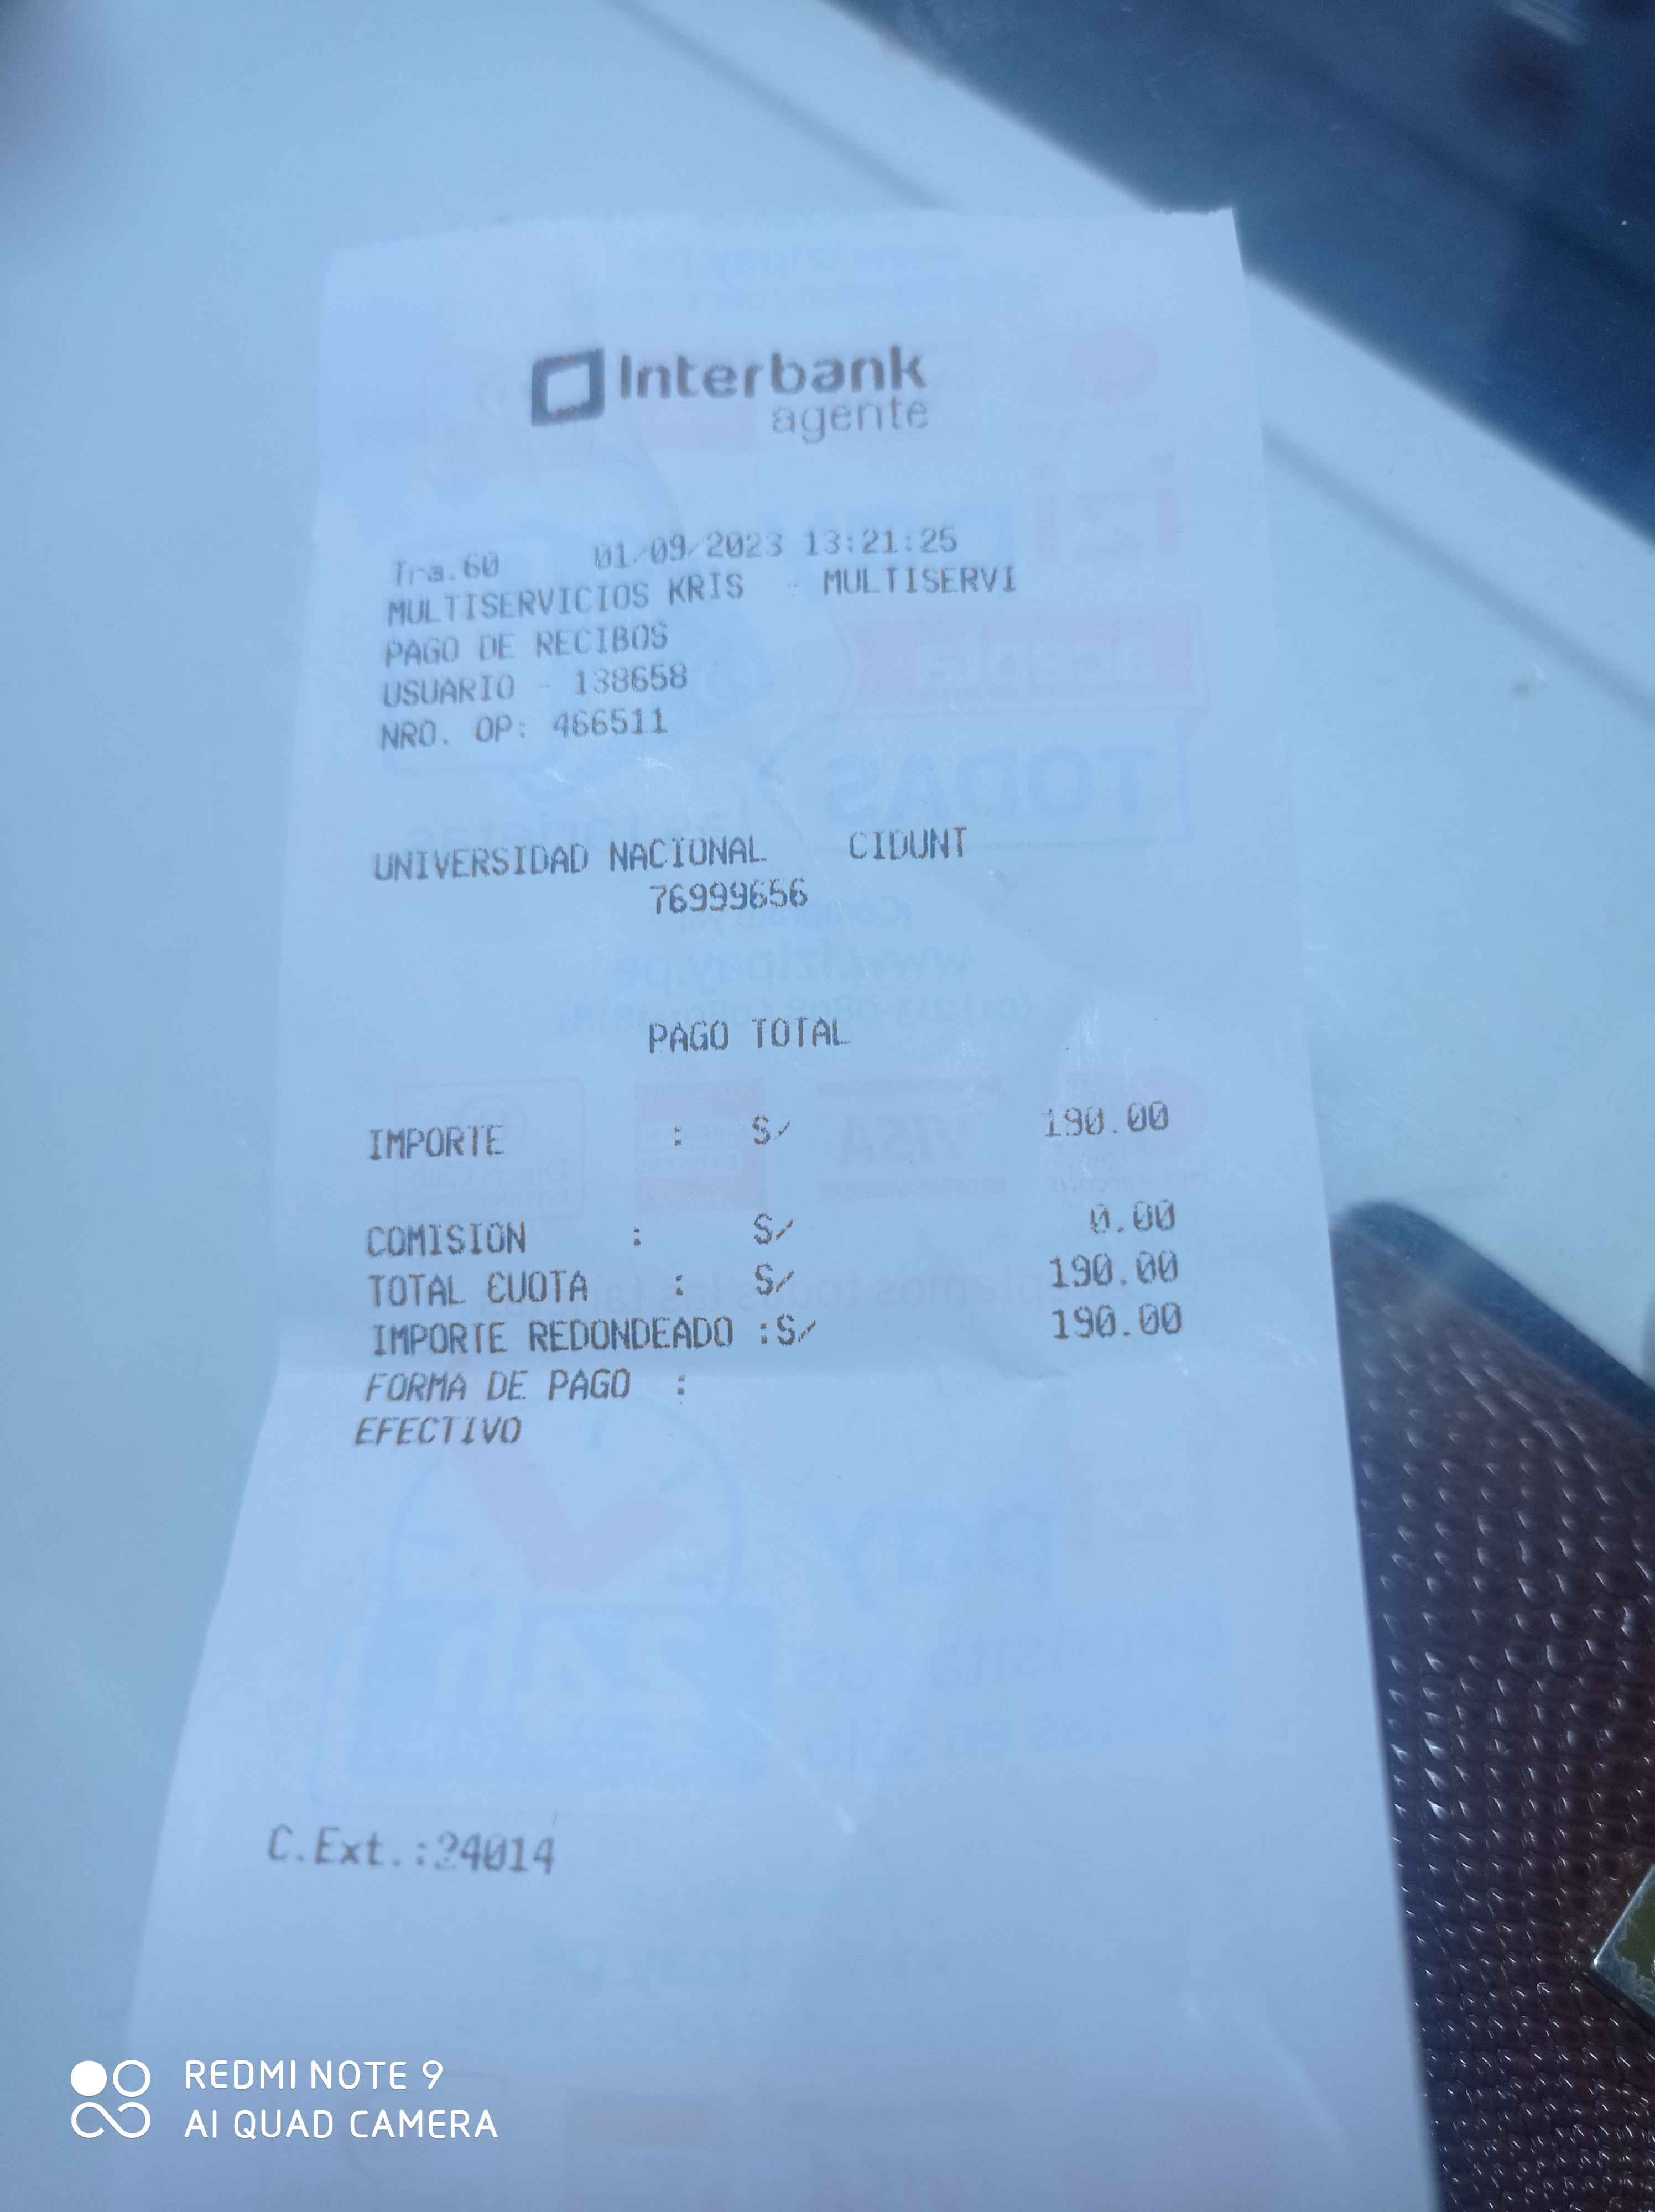 Interbank
agente
Tra.60 01/09/2023 13:21:25
MULTISERVICIOS KRIS - MULTISERVI
PAGO DE RECIBOS
USUARIO - 138658
NRO. OP: 466511
UNIVERSIDAD NACIONAL CIDUNT
76999656
PAGO TOTAL
IMPORTE : S/ 190.00
COMISION : S/ 0.00
TOTAL CUOTA : S/ 190.00
IMPORTE REDONDEADO :S/ 190.00
FORMA DE PAGO :
EFECTIVO
C.Ext.:24014
REDMI NOTE 9
AI QUAD CAMERA